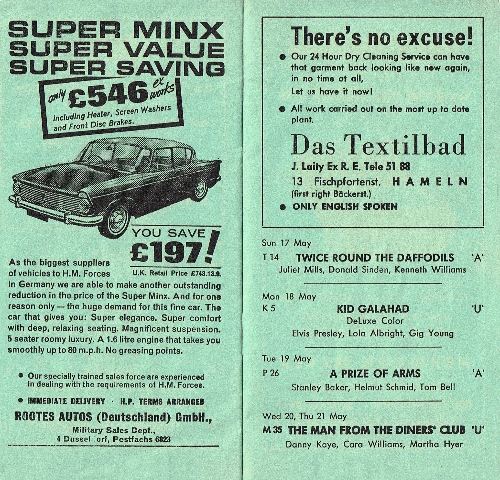 SUPER MINX
SUPER VALUE
SUPER SAVING
only £546 ex works
Including Heater, Screen Washers
and Front Disc Brakes.
YOU SAVE
£197!
U.K. Retail Price £743.13.9.
As the biggest suppliers
of vehicles to H.M. Forces
in Germany we are able to make another outstanding
reduction in the price of the Super Minx. And for one
reason only — the huge demand for this fine car. The
car that gives you: Super elegance. Super comfort
with deep, relaxing seating. Magnificent suspension.
5 seater roomy luxury. A 1.6 litre engine that takes you
smoothly up to 80 m.p.h. No greasing points.
● Our specially trained sales force are experienced
in dealing with the requirements of H.M. Forces.
● IMMEDIATE DELIVERY · H.P. TERMS ARRANGED
ROOTES AUTOS (Deutschland) GmbH.,
Military Sales Dept.,
4 Dussel orf, Postfachs 6823
There's no excuse!
● Our 24 Hour Dry Cleaning Service can have
that garment back looking like new again,
in no time at all,
Let us have it now!
● All work carried out on the most up to date
plant.
Das Textilbad
J. Laity Ex R. E. Tele 51 88
13 Fischpfortenst. HAMELN
(first right Bäckerst.)
● ONLY ENGLISH SPOKEN
Sun 17 May
T 14 TWICE ROUND THE DAFFODILS 'A'
Juliet Mills, Donald Sinden, Kenneth Williams
Mon 18 May
K 5 KID GALAHAD 'U'
DeLuxe Color
Elvis Presley, Lola Albright, Gig Young
Tue 19 May
P 26 A PRIZE OF ARMS 'A'
Stanley Baker, Helmut Schmid, Tom Bell
Wed 20, Thu 21 May
M 35 THE MAN FROM THE DINERS' CLUB 'U'
Danny Kaye, Cara Williams, Martha Hyer